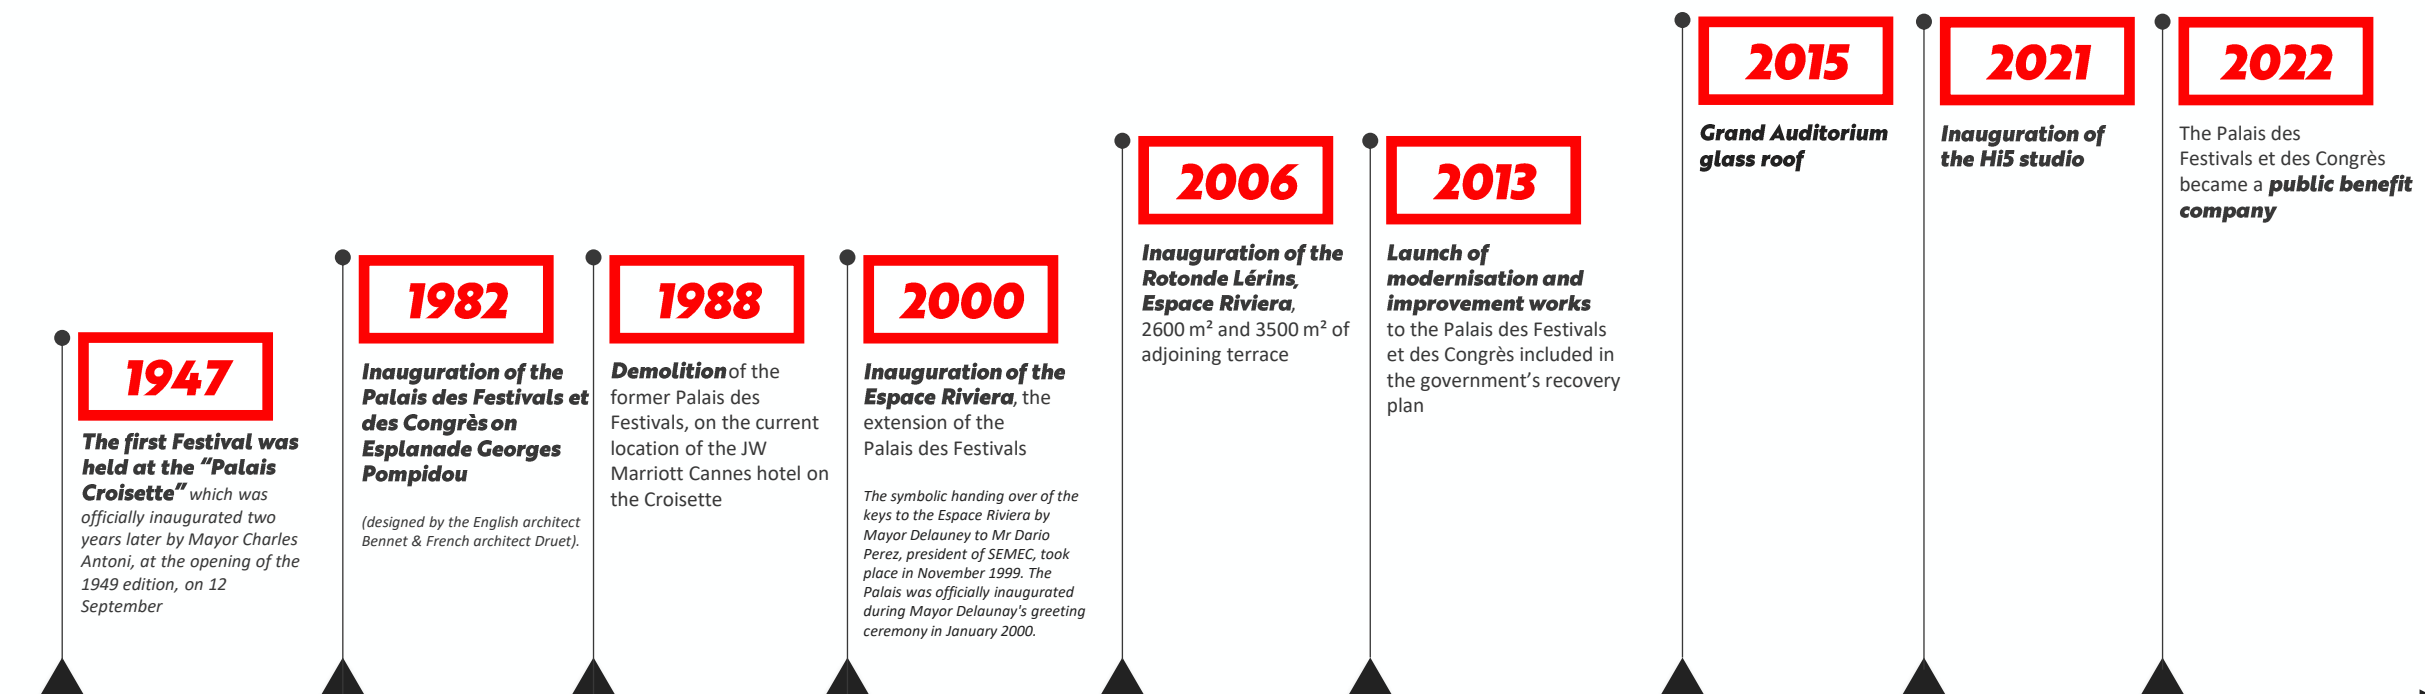 1947
The first Festival was
held at the “Palais
Croisette” which was
officially inaugurated two
years later by Mayor Charles
Antoni, at the opening of the
1949 edition, on 12
September
1982
Inauguration of the
Palais des Festivals et
des Congrès on
Esplanade Georges
Pompidou
(designed by the English architect
Bennet & French architect Druet).
1988
Demolition of the
former Palais des
Festivals, on the current
location of the JW
Marriott Cannes hotel on
the Croisette
2000
Inauguration of the
Espace Riviera, the
extension of the
Palais des Festivals
The symbolic handing over of the
keys to the Espace Riviera by
Mayor Delauney to Mr Dario
Perez, president of SEMEC, took
place in November 1999. The
Palais was officially inaugurated
during Mayor Delaunay's greeting
ceremony in January 2000.
2006
Inauguration of the
Rotonde Lérins,
Espace Riviera,
2600 m² and 3500 m² of
adjoining terrace
2013
Launch of
modernisation and
improvement works
to the Palais des Festivals
et des Congrès included in
the government’s recovery
plan
2015
Grand Auditorium
glass roof
2021
Inauguration of
the Hi5 studio
2022
The Palais des
Festivals et des Congrès
became a public benefit
company